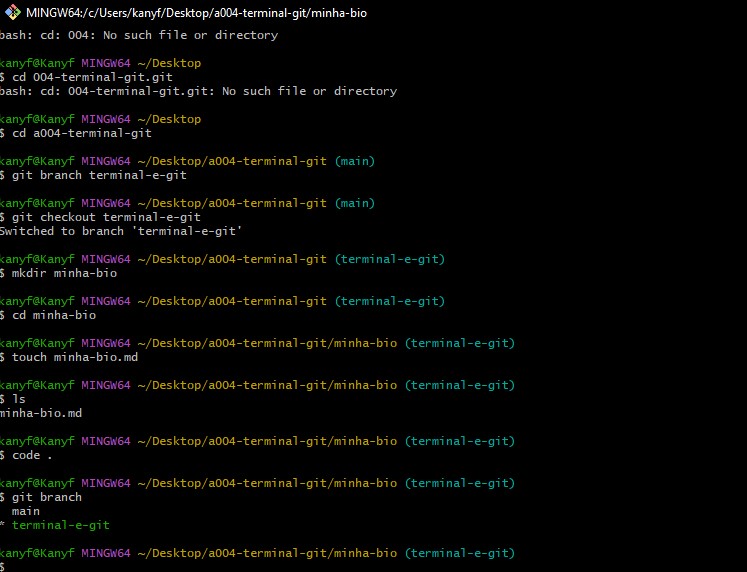 MINGW64:/c/Users/kanyf/Desktop/a004-terminal-git/minha-bio
bash: cd: 004: No such file or directory
kanyf@Kanyf MINGW64 ~/Desktop
$ cd 004-terminal-git.git
bash: cd: 004-terminal-git.git: No such file or directory
kanyf@Kanyf MINGW64 ~/Desktop
$ cd a004-terminal-git
kanyf@Kanyf MINGW64 ~/Desktop/a004-terminal-git (main)
$ git branch terminal-e-git
kanyf@Kanyf MINGW64 ~/Desktop/a004-terminal-git (main)
$ git checkout terminal-e-git
Switched to branch 'terminal-e-git'
kanyf@Kanyf MINGW64 ~/Desktop/a004-terminal-git (terminal-e-git)
$ mkdir minha-bio
kanyf@Kanyf MINGW64 ~/Desktop/a004-terminal-git (terminal-e-git)
$ cd minha-bio
kanyf@Kanyf MINGW64 ~/Desktop/a004-terminal-git/minha-bio (terminal-e-git)
$ touch minha-bio.md
kanyf@Kanyf MINGW64 ~/Desktop/a004-terminal-git/minha-bio (terminal-e-git)
$ ls
minha-bio.md
kanyf@Kanyf MINGW64 ~/Desktop/a004-terminal-git/minha-bio (terminal-e-git)
$ code .
kanyf@Kanyf MINGW64 ~/Desktop/a004-terminal-git/minha-bio (terminal-e-git)
$ git branch
main
* terminal-e-git
kanyf@Kanyf MINGW64 ~/Desktop/a004-terminal-git/minha-bio (terminal-e-git)
$